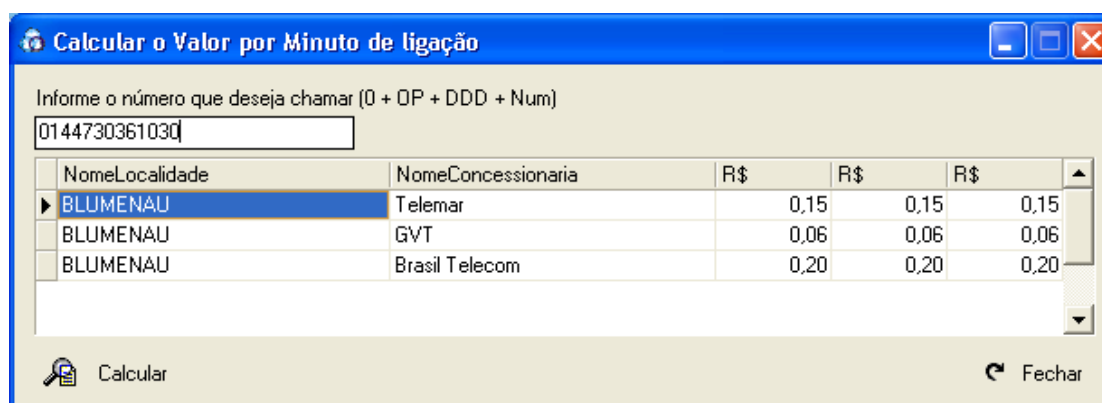 Calcular o Valor por Minuto de ligação
Informe o número que deseja chamar (0 + OP + DDD + Num)
0144730361030
NomeLocalidade NomeConcessionaria R$ R$ R$
BLUMENAU Telemar 0,15 0,15 0,15
BLUMENAU GVT 0,06 0,06 0,06
BLUMENAU Brasil Telecom 0,20 0,20 0,20
Calcular Fechar